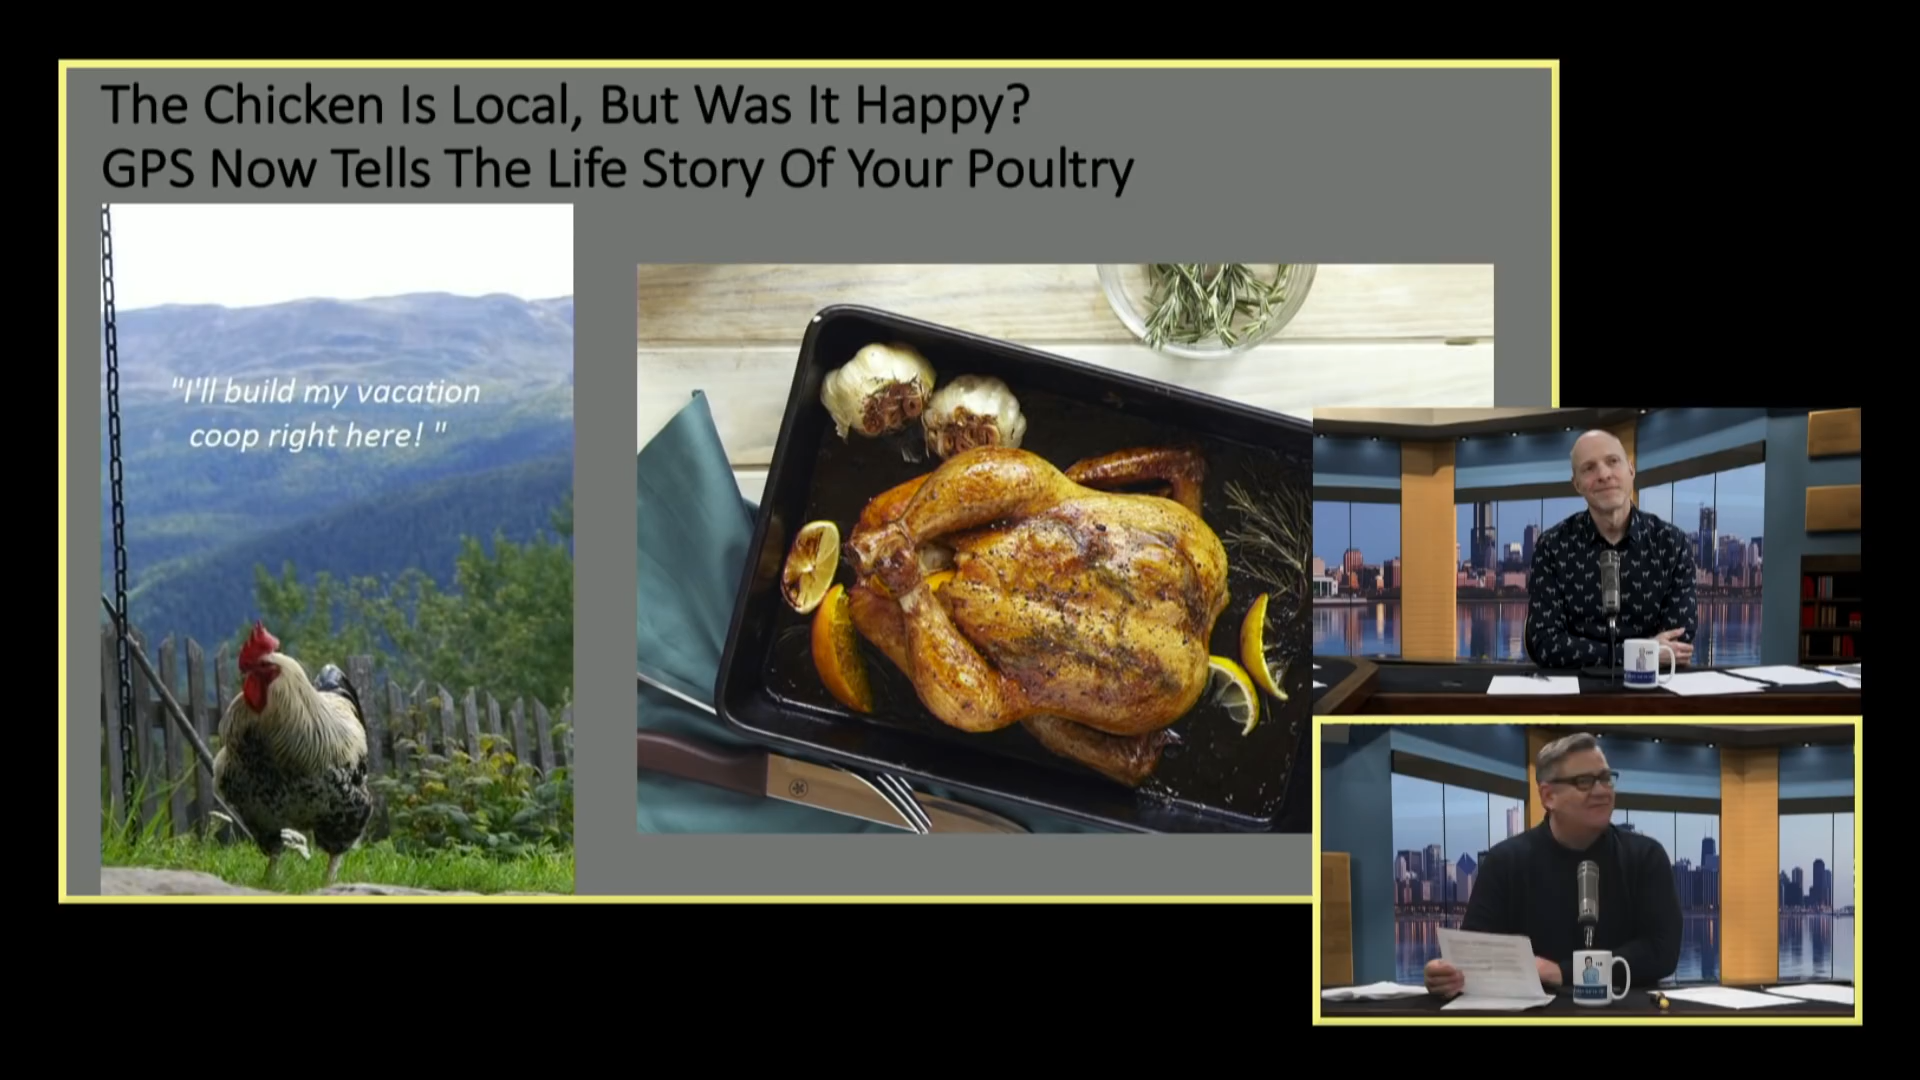 The Chicken Is Local, But Was It Happy?
GPS Now Tells The Life Story Of Your Poultry
"I'll build my vacation
coop right here! "